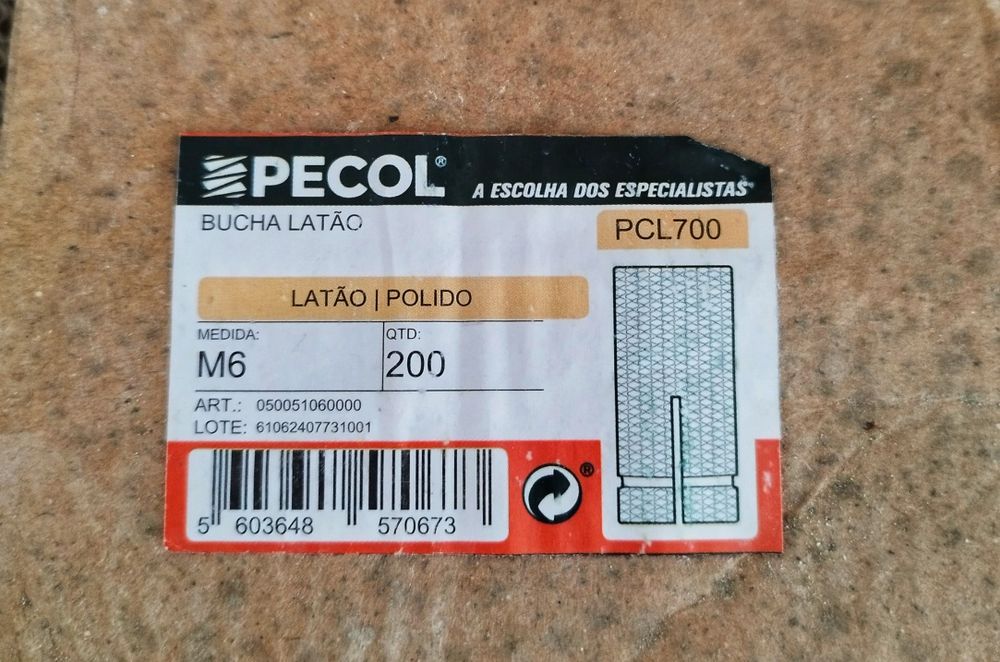 PECOL®
A ESCOLHA DOS ESPECIALISTAS
BUCHA LATÃO
PCL700
LATÃO | POLIDO
MEDIDA: QTD:
M6 200
ART.: 050051060000
LOTE: 61062407731001
®
5 603648 570673